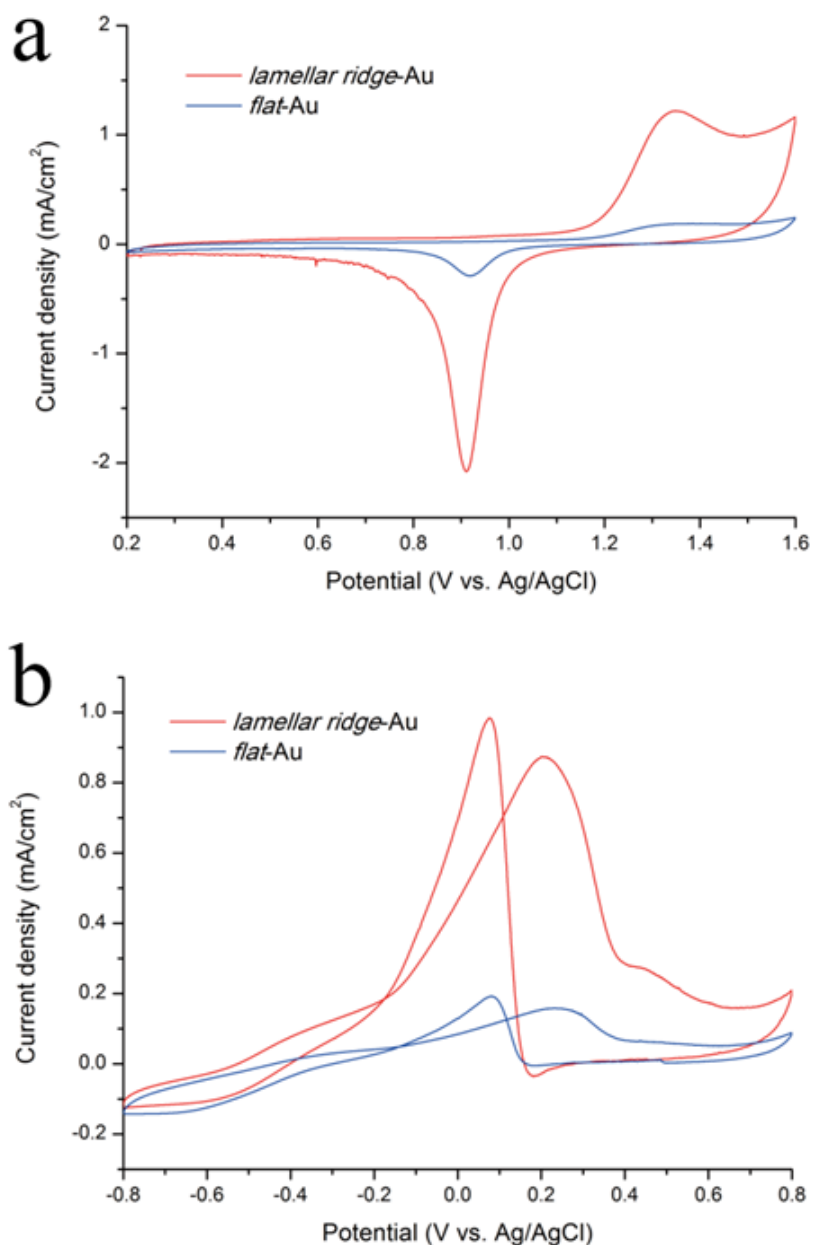 a
lamellar ridge-Au
flat-Au
Current density (mA/cm²)
2
1
0
-1
-2
0.2 0.4 0.6 0.8 1.0 1.2 1.4 1.6
Potential (V vs. Ag/AgCl)
b
lamellar ridge-Au
flat-Au
Current density (mA/cm²)
1.0
0.8
0.6
0.4
0.2
0.0
-0.2
-0.8 -0.6 -0.4 -0.2 0.0 0.2 0.4 0.6 0.8
Potential (V vs. Ag/AgCl)